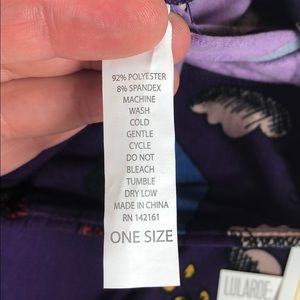 92% POLYESTER
8% SPANDEX
MACHINE
WASH
COLD
GENTLE
CYCLE
DO NOT
BLEACH
TUMBLE
DRY LOW
MADE IN CHINA
RN 142161
ONE SIZE
LULAROE